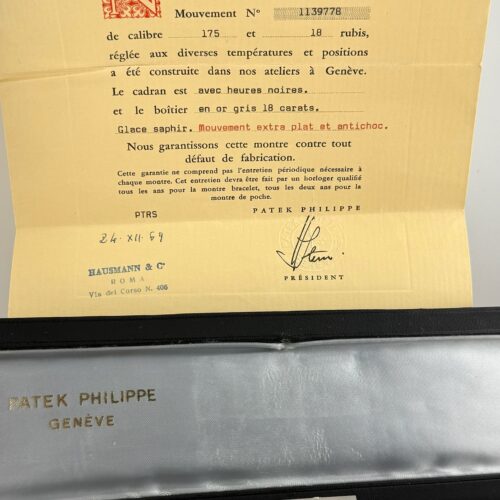 Mouvement Nº 1139778
de calibre 175 et 18 rubis,
réglée aux diverses températures et positions
a été construite dans nos ateliers à Genève.
Le cadran est avec heures noires.
et le boîtier en or gris 18 carats.
Glace saphir. Mouvement extra plat et antichoc.
Nous garantissons cette montre contre tout
défaut de fabrication.
Cette garantie ne comprend pas l'entretien périodique nécessaire à
chaque montre. Cet entretien devra être fait par un horloger qualifié
tous les ans pour la montre bracelet, tous les deux ans pour la
montre de poche.
PTRS
PATEK PHILIPPE
24·XII·69
PRÉSIDENT
HAUSMANN & Cº
ROMA
Via del Corso N. 406
PATEK PHILIPPE
GENÈVE